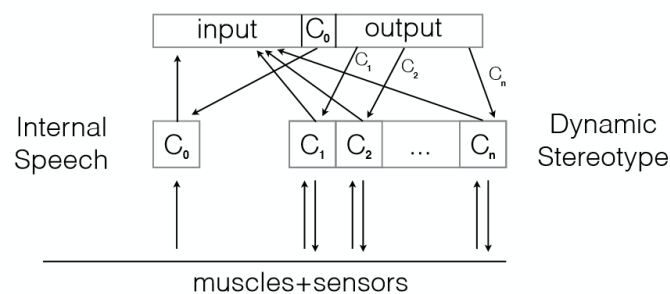 input C₀ output
C₁ C₂ Cₙ
Internal Speech
C₀ C₁ C₂ ... Cₙ
Dynamic Stereotype
muscles+sensors